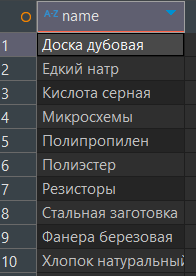 A-Z name
1 Доска дубовая
2 Едкий натр
3 Кислота серная
4 Микросхемы
5 Полипропилен
6 Полиэстер
7 Резисторы
8 Стальная заготовка
9 Фанера березовая
10 Хлопок натуральный